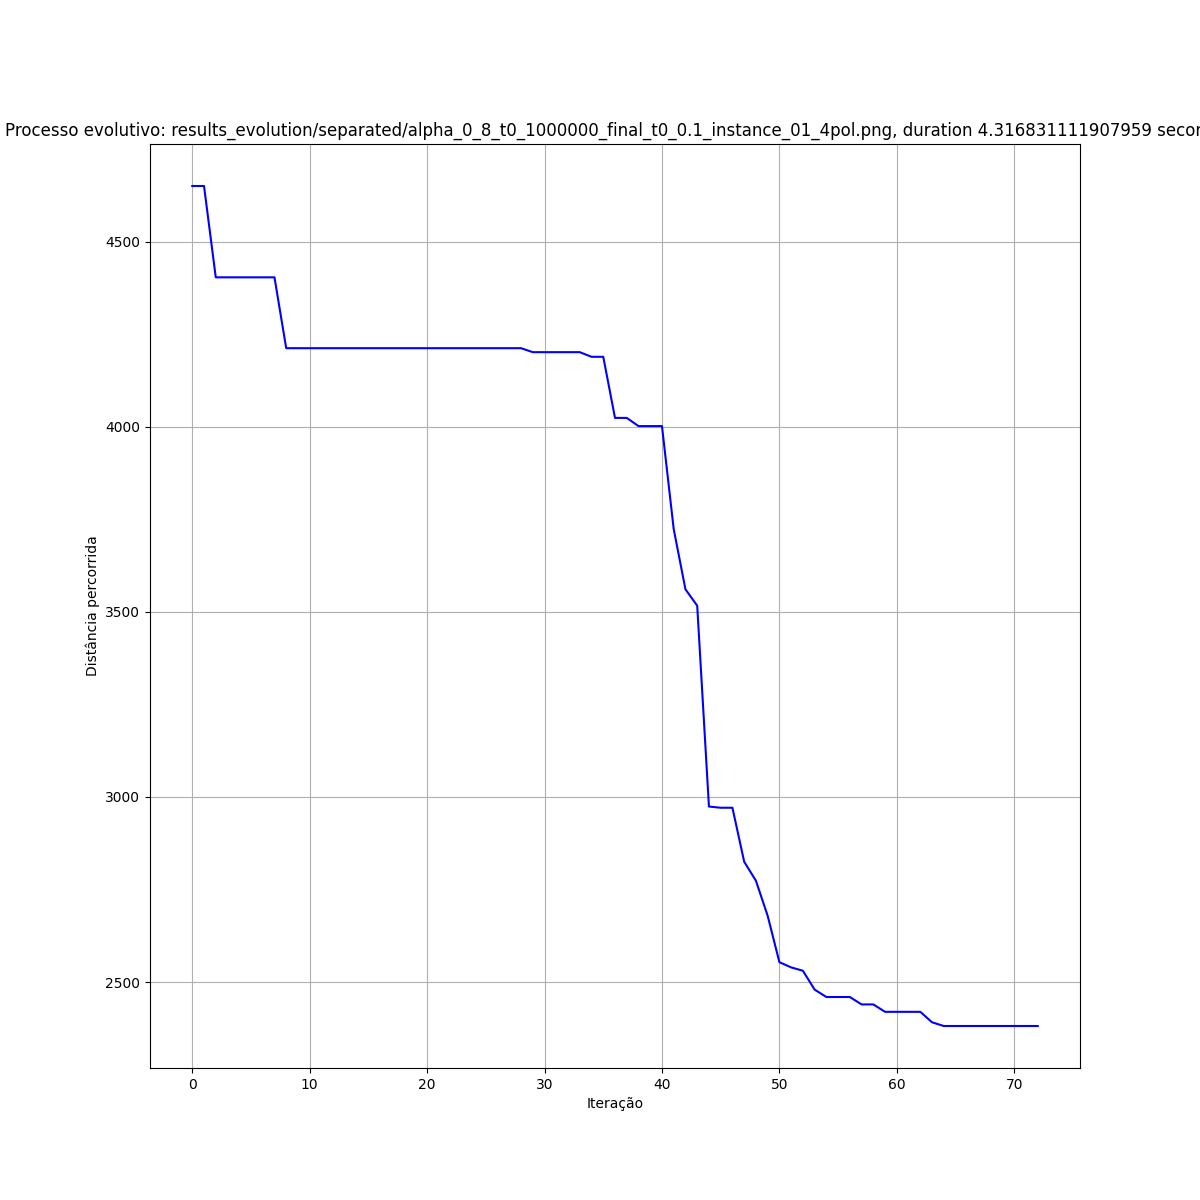 Processo evolutivo: results_evolution/separated/alpha_0_8_t0_1000000_final_t0_0.1_instance_01_4pol.png, duration 4.316831111907959 secon
4500
4000
3500
3000
2500
Distância percorrida
0 10 20 30 40 50 60 70
Iteração